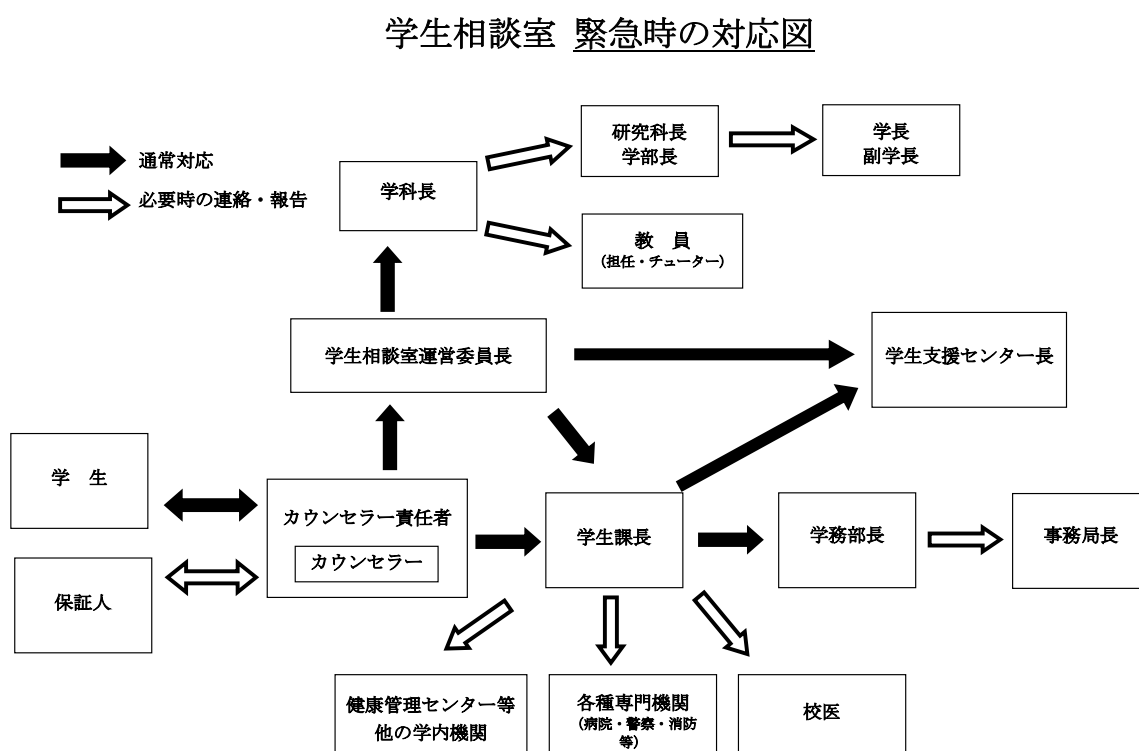 学生相談室 緊急時の対応図
通常対応
必要時の連絡・報告
研究科長
学部長
学長
副学長
学科長
教 員
（担任・チューター）
学生相談室運営委員長
学生支援センター長
学 生
カウンセラー責任者
カウンセラー
学生課長
学務部長
事務局長
保証人
健康管理センター等
他の学内機関
各種専門機関
（病院・警察・消防
等）
校医